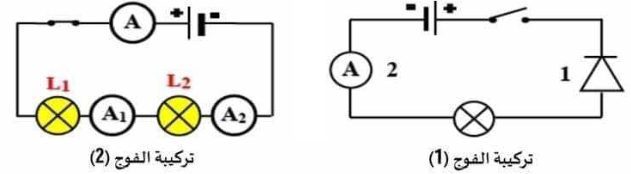 + -
A
L1 L2
A1 A2
تركيبة الفوج (2)
- +
A 2 1
تركيبة الفوج (1)